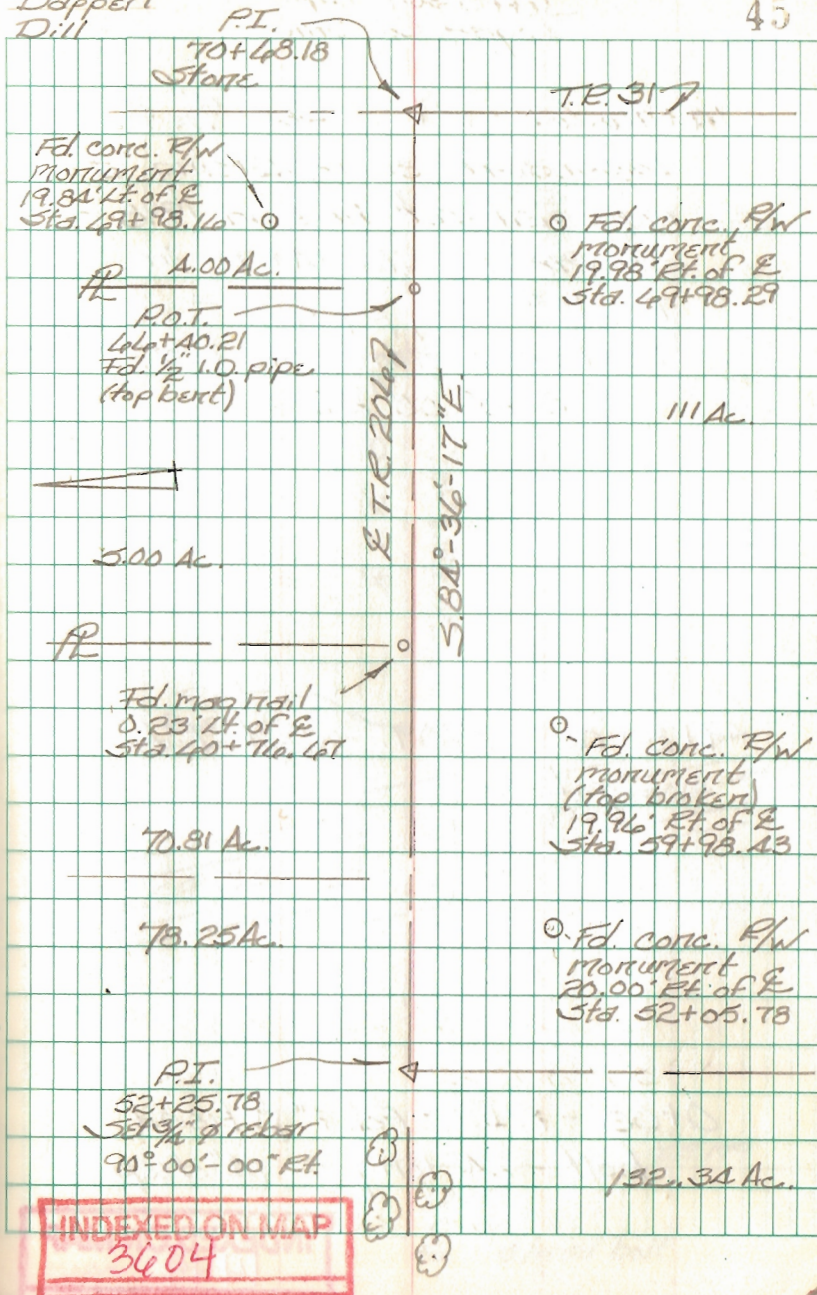 Dill
45
P.I.
70+68.18
Stone
T.R. 317
Fd. conc. R/W
monument
19.84' Lt. of ℄
Sta. 69+98.16
Fd. conc. R/W
monument
19.98' Rt. of ℄
Sta. 69+98.29
PL
4.00 Ac.
P.O.T.
66+40.21
Fd. 1/2" I.D. pipe
(top bent)
111 Ac.
℄ T.R. 2067
S.84°-36'-17"E.
5.00 Ac.
PL
Fd. mag nail
0.23' Lt. of ℄
Sta. 60+76.67
Fd. conc. R/W
monument
(top broken)
19.96' Rt. of ℄
Sta. 59+98.43
70.81 Ac.
78.25 Ac.
Fd. conc. R/W
monument
20.00' Rt. of ℄
Sta. 52+05.78
P.I.
52+25.78
Set 3/4" ø rebar
90°-00'-00" Rt.
132.34 Ac.
INDEXED ON MAP
3604